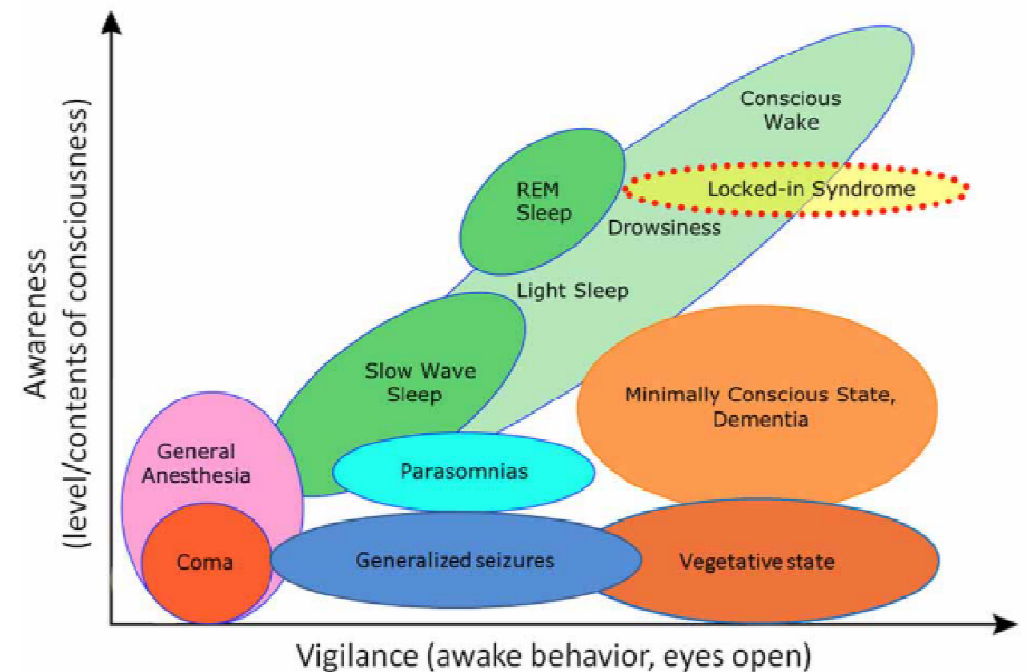 Awareness
(level/contents of consciousness)
Conscious
Wake
REM
Sleep
Locked-in Syndrome
Drowsiness
Light Sleep
Slow Wave
Sleep
Minimally Conscious State,
Dementia
General
Anesthesia
Parasomnias
Coma
Generalized seizures
Vegetative state
Vigilance (awake behavior, eyes open)